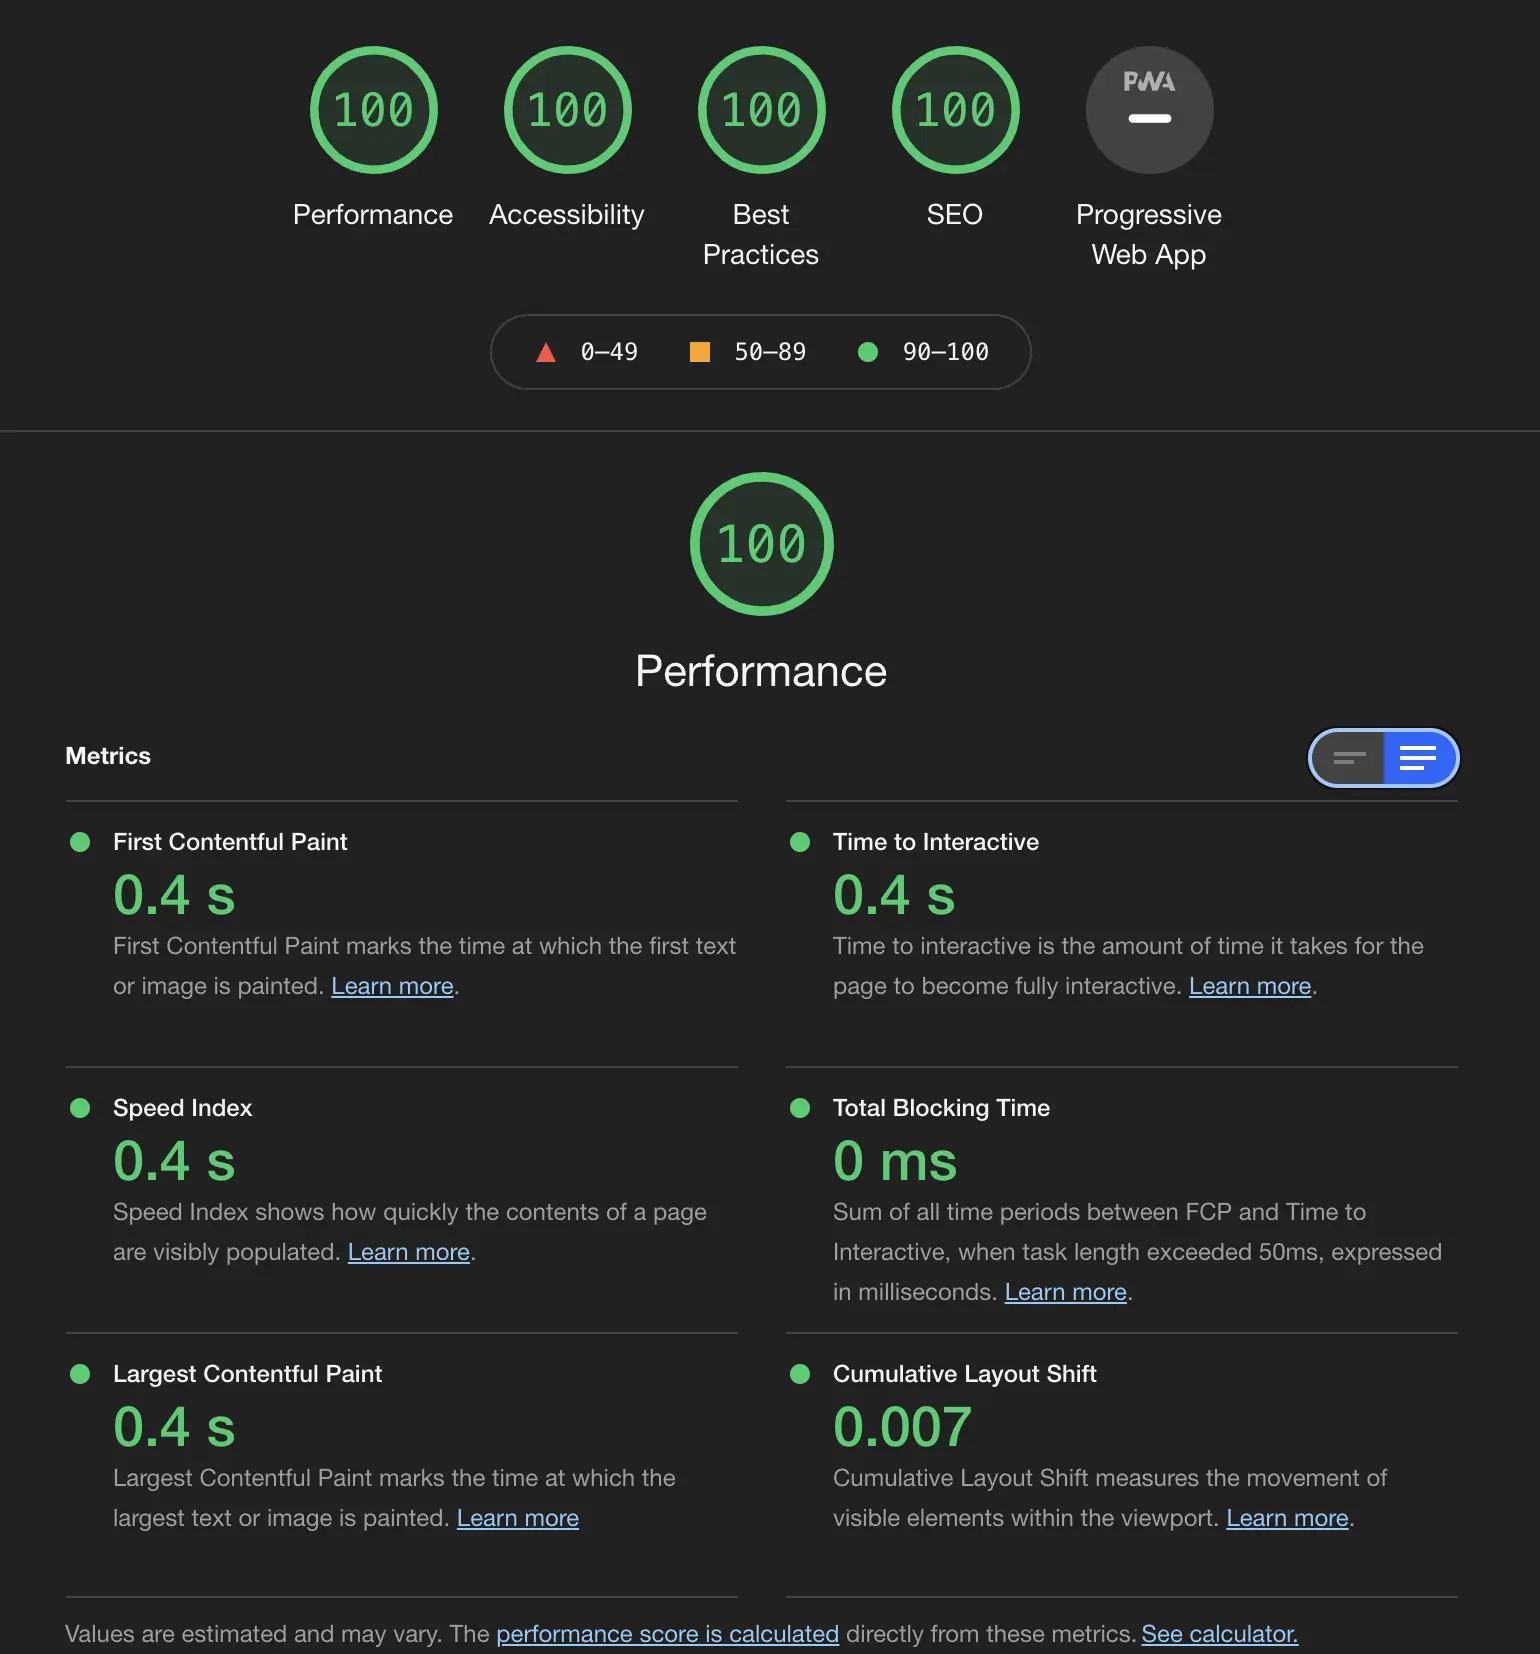 100
100
100
100
PWA
Performance
Accessibility
Best
Practices
SEO
Progressive
Web App
0–49
50–89
90–100
100
Performance
Metrics
First Contentful Paint
0.4 s
First Contentful Paint marks the time at which the first text
or image is painted. Learn more.
Time to Interactive
0.4 s
Time to interactive is the amount of time it takes for the
page to become fully interactive. Learn more.
Speed Index
0.4 s
Speed Index shows how quickly the contents of a page
are visibly populated. Learn more.
Total Blocking Time
0 ms
Sum of all time periods between FCP and Time to
Interactive, when task length exceeded 50ms, expressed
in milliseconds. Learn more.
Largest Contentful Paint
0.4 s
Largest Contentful Paint marks the time at which the
largest text or image is painted. Learn more
Cumulative Layout Shift
0.007
Cumulative Layout Shift measures the movement of
visible elements within the viewport. Learn more.
Values are estimated and may vary. The performance score is calculated directly from these metrics. See calculator.